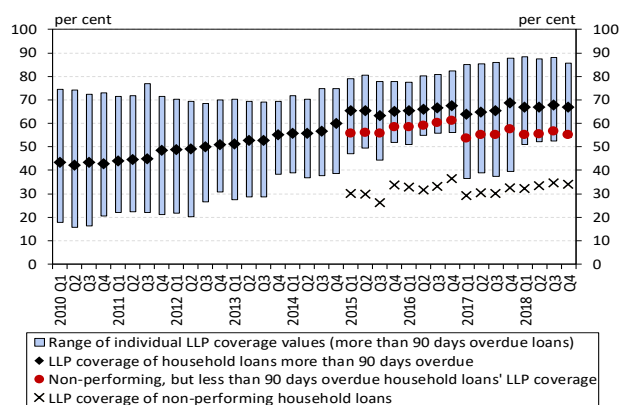 per cent per cent
100 100
90 90
80 80
70 70
60 60
50 50
40 40
30 30
20 20
10 10
0 0
2010 Q1 Q2 Q3 Q4 2011 Q1 Q2 Q3 Q4 2012 Q1 Q2 Q3 Q4 2013 Q1 Q2 Q3 Q4 2014 Q1 Q2 Q3 Q4 2015 Q1 Q2 Q3 Q4 2016 Q1 Q2 Q3 Q4 2017 Q1 Q2 Q3 Q4 2018 Q1 Q2 Q3 Q4
Range of individual LLP coverage values (more than 90 days overdue loans)
LLP coverage of household loans more than 90 days overdue
Non-performing, but less than 90 days overdue household loans' LLP coverage
LLP coverage of non-performing household loans